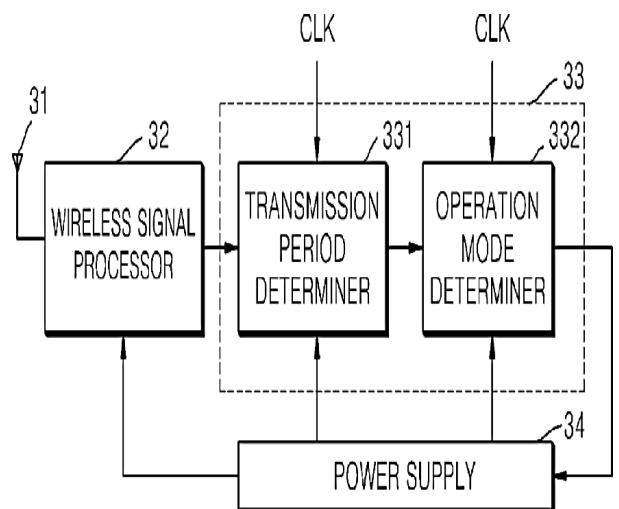 CLK
CLK
33
31
32
331
332
WIRELESS SIGNAL
PROCESSOR
TRANSMISSION
PERIOD
DETERMINER
OPERATION
MODE
DETERMINER
34
POWER SUPPLY